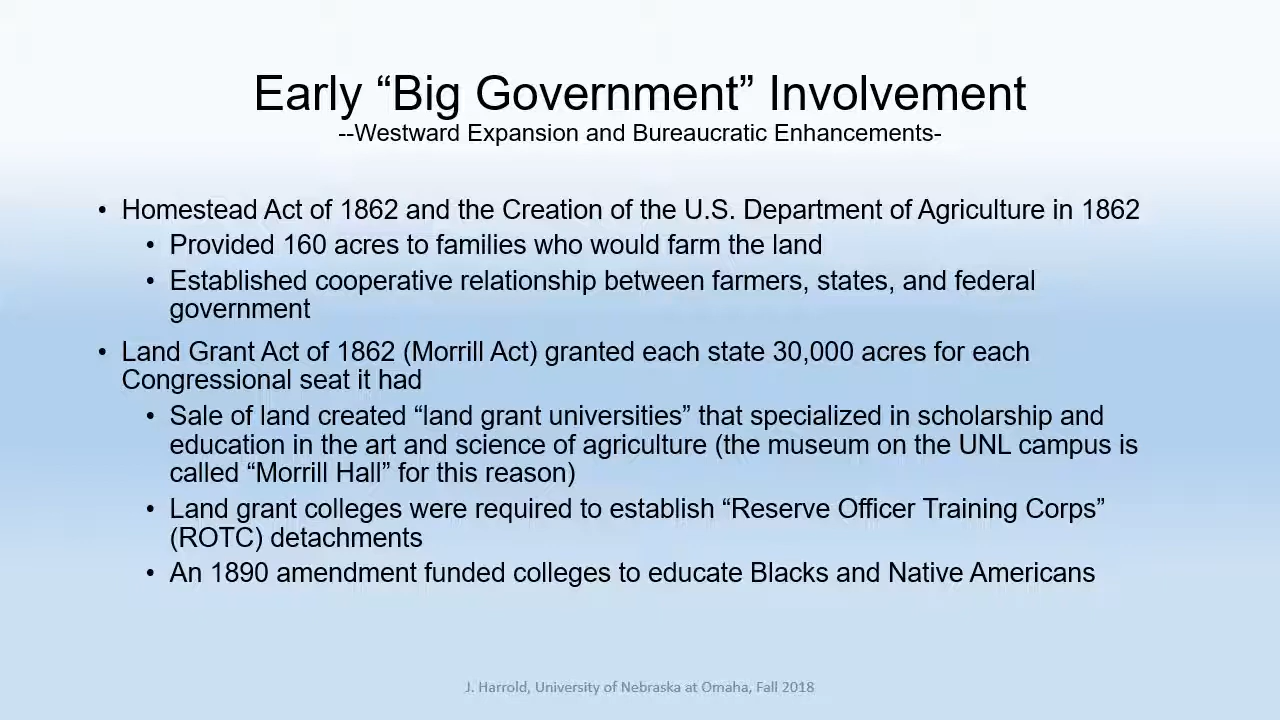 Early “Big Government” Involvement
--Westward Expansion and Bureaucratic Enhancements-
• Homestead Act of 1862 and the Creation of the U.S. Department of Agriculture in 1862
• Provided 160 acres to families who would farm the land
• Established cooperative relationship between farmers, states, and federal
government
• Land Grant Act of 1862 (Morrill Act) granted each state 30,000 acres for each
Congressional seat it had
• Sale of land created “land grant universities” that specialized in scholarship and
education in the art and science of agriculture (the museum on the UNL campus is
called “Morrill Hall” for this reason)
• Land grant colleges were required to establish “Reserve Officer Training Corps”
(ROTC) detachments
• An 1890 amendment funded colleges to educate Blacks and Native Americans
J. Harrold, University of Nebraska at Omaha, Fall 2018